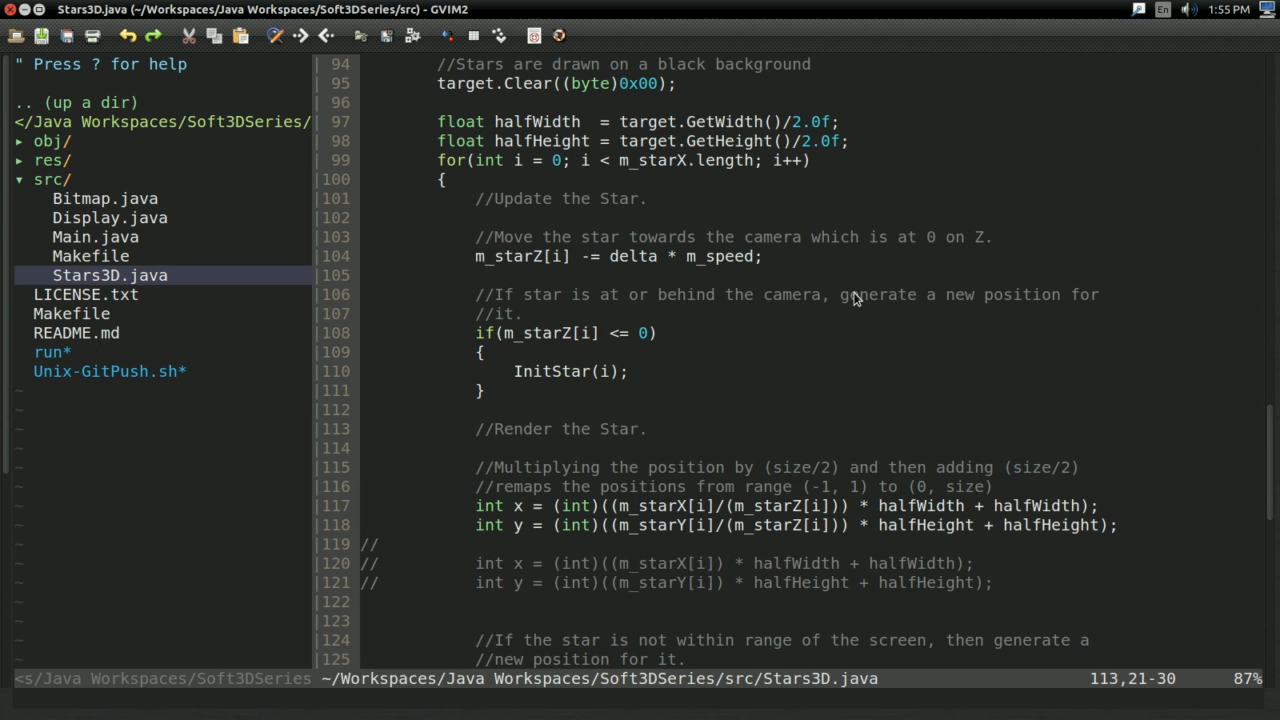 Stars3D.java (~/Workspaces/Java Workspaces/Soft3DSeries/src) - GVIM2
En
1:55 PM
" Press ? for help
.. (up a dir)
</Java Workspaces/Soft3DSeries/
▸ obj/
▸ res/
▾ src/
Bitmap.java
Display.java
Main.java
Makefile
Stars3D.java
LICENSE.txt
Makefile
README.md
run*
Unix-GitPush.sh*
94 //Stars are drawn on a black background
95 target.Clear((byte)0x00);
96
97 float halfWidth  = target.GetWidth()/2.0f;
98 float halfHeight = target.GetHeight()/2.0f;
99 for(int i = 0; i < m_starX.length; i++)
100 {
101 //Update the Star.
102
103 //Move the star towards the camera which is at 0 on Z.
104 m_starZ[i] -= delta * m_speed;
105
106 //If star is at or behind the camera, generate a new position for
107 //it.
108 if(m_starZ[i] <= 0)
109 {
110 InitStar(i);
111 }
112
113 //Render the Star.
114
115 //Multiplying the position by (size/2) and then adding (size/2)
116 //remaps the positions from range (-1, 1) to (0, size)
117 int x = (int)((m_starX[i]/(m_starZ[i])) * halfWidth + halfWidth);
118 int y = (int)((m_starY[i]/(m_starZ[i])) * halfHeight + halfHeight);
119 //
120 // int x = (int)((m_starX[i]) * halfWidth + halfWidth);
121 // int y = (int)((m_starY[i]) * halfHeight + halfHeight);
122
123
124 //If the star is not within range of the screen, then generate a
125 //new position for it.
<s/Java Workspaces/Soft3DSeries ~/Workspaces/Java Workspaces/Soft3DSeries/src/Stars3D.java 113,21-30 87%